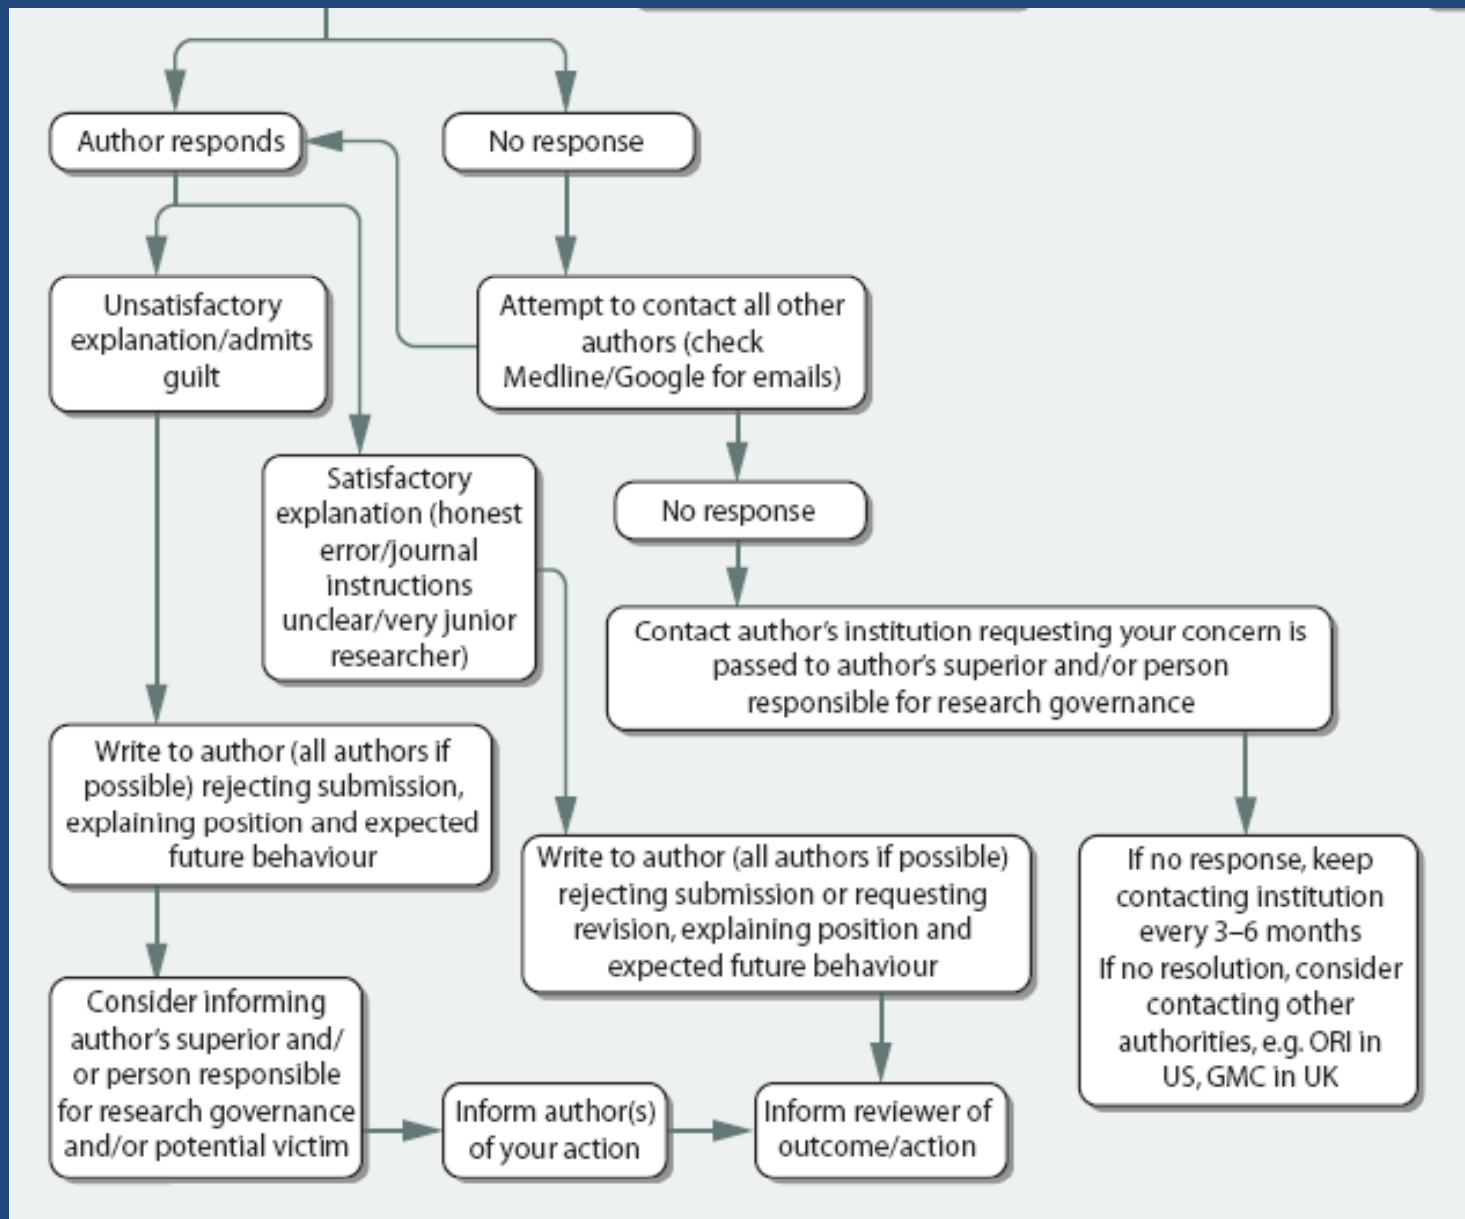 Author responds
No response
Unsatisfactory
explanation/admits
guilt
Attempt to contact all other
authors (check
Medline/Google for emails)
Satisfactory
explanation (honest
error/journal
instructions
unclear/very junior
researcher)
No response
Contact author's institution requesting your concern is
passed to author's superior and/or person
responsible for research governance
Write to author (all authors if
possible) rejecting submission,
explaining position and expected
future behaviour
Write to author (all authors if possible)
rejecting submission or requesting
revision, explaining position and
expected future behaviour
If no response, keep
contacting institution
every 3–6 months
If no resolution, consider
contacting other
authorities, e.g. ORI in
US, GMC in UK
Consider informing
author's superior and/
or person responsible
for research governance
and/or potential victim
Inform author(s)
of your action
Inform reviewer of
outcome/action